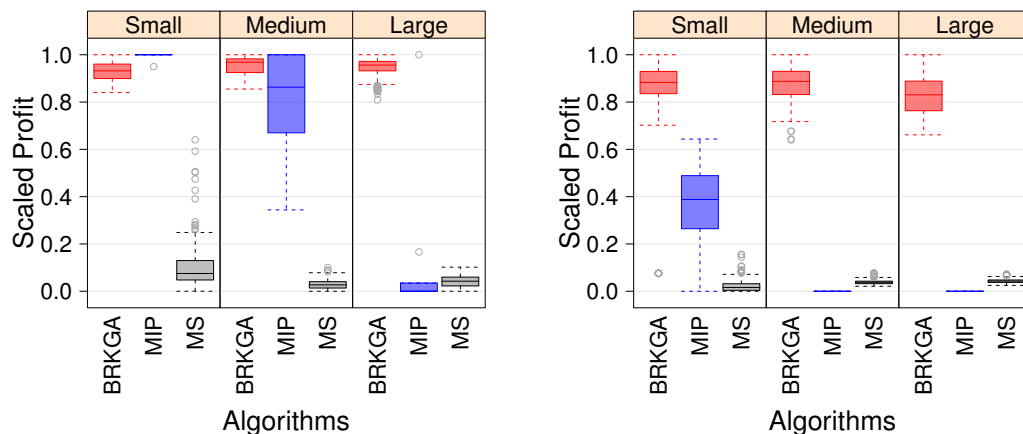 Small Medium Large
Scaled Profit
1.0
0.8
0.6
0.4
0.2
0.0
BRKGA MIP MS BRKGA MIP MS BRKGA MIP MS
Algorithms
Small Medium Large
Scaled Profit
1.0
0.8
0.6
0.4
0.2
0.0
BRKGA MIP MS BRKGA MIP MS BRKGA MIP MS
Algorithms